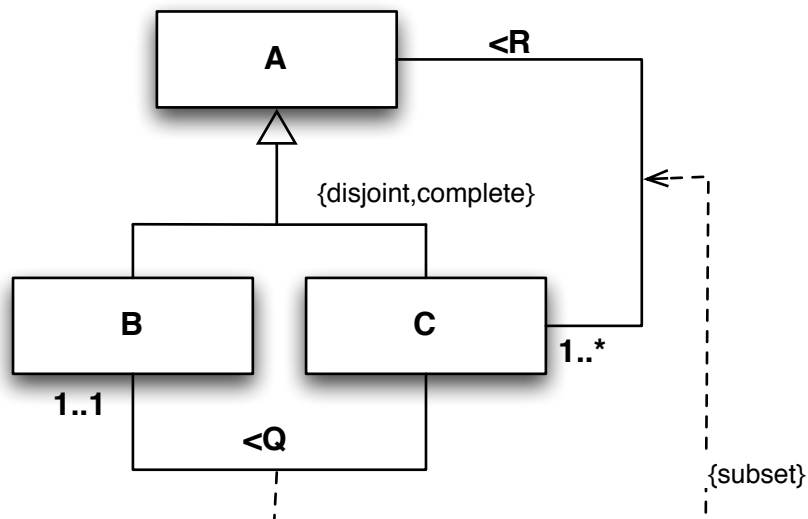 A
<R
{disjoint,complete}
B
C
1..*
1..1
<Q
{subset}